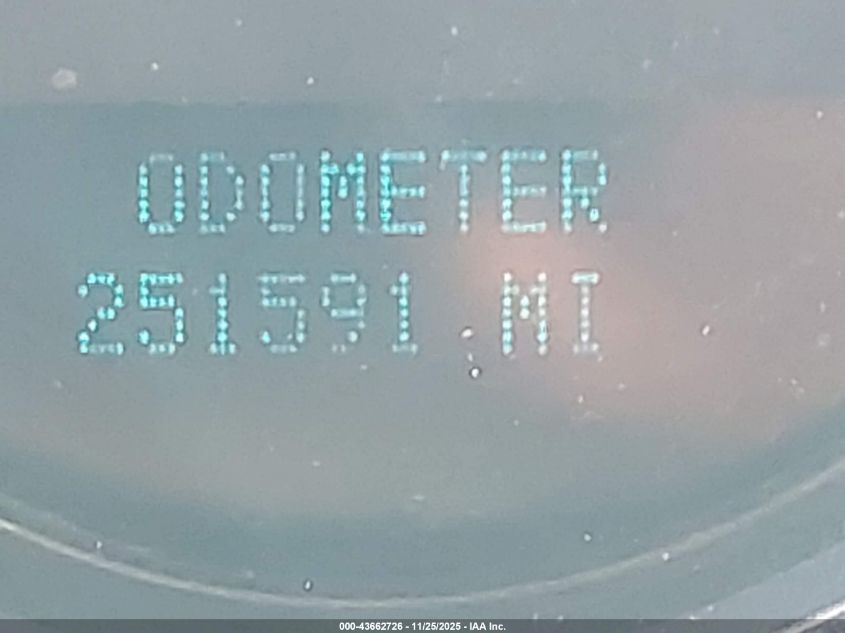 ODOMETER
251591 MI
000-43662726 - 11/25/2025 - IAA Inc.